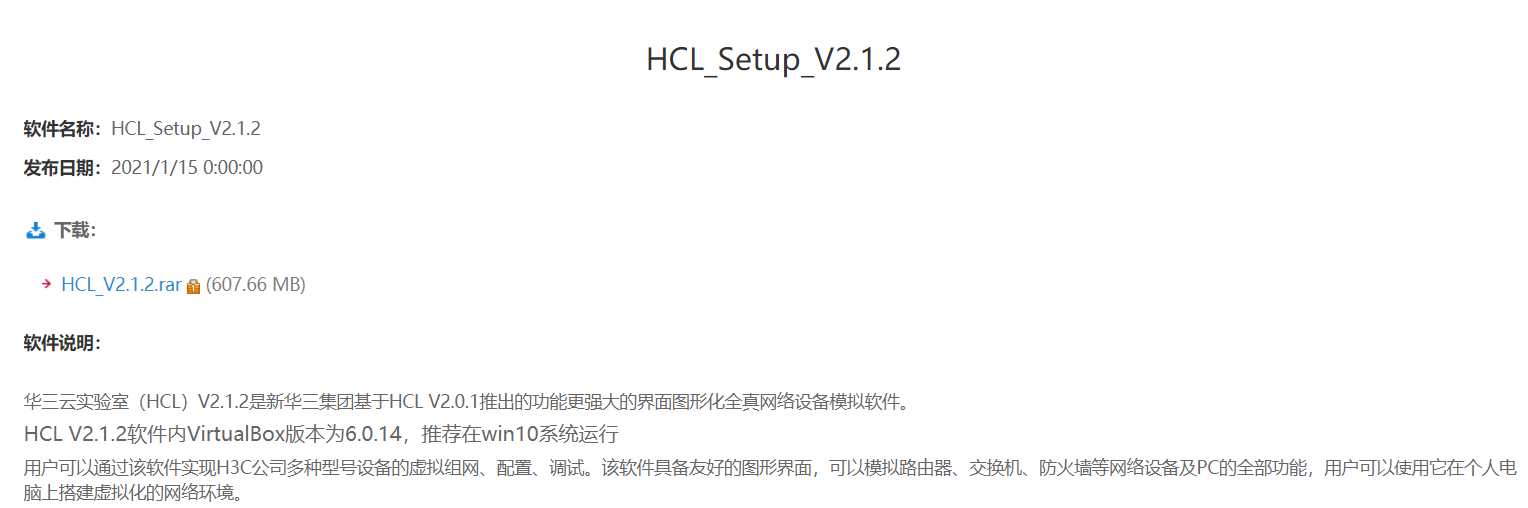 HCL_Setup_V2.1.2
软件名称：HCL_Setup_V2.1.2
发布日期：2021/1/15 0:00:00
下载：
HCL_V2.1.2.rar (607.66 MB)
软件说明：
华三云实验室（HCL）V2.1.2是新华三集团基于HCL V2.0.1推出的功能更强大的界面图形化全真网络设备模拟软件。
HCL V2.1.2软件内VirtualBox版本为6.0.14，推荐在win10系统运行
用户可以通过该软件实现H3C公司多种型号设备的虚拟组网、配置、调试。该软件具备友好的图形界面，可以模拟路由器、交换机、防火墙等网络设备及PC的全部功能，用户可以使用它在个人电
脑上搭建虚拟化的网络环境。